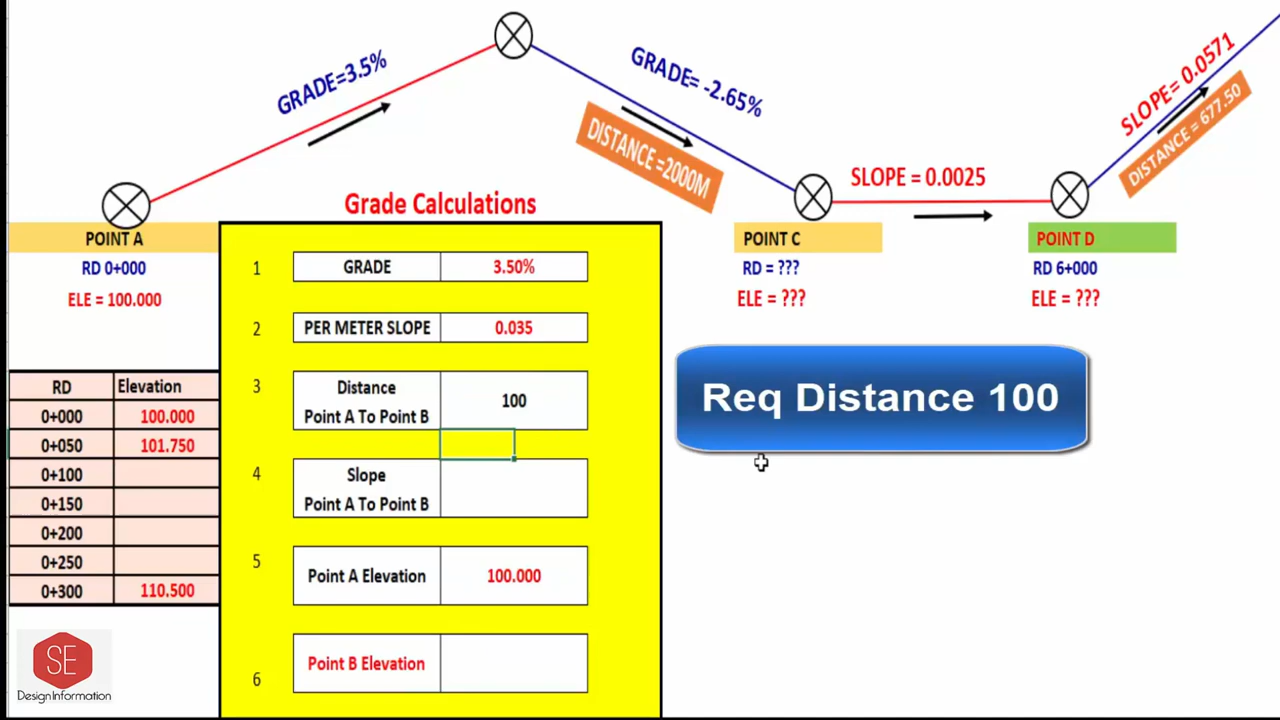 GRADE=3.5%
GRADE= -2.65%
DISTANCE =2000M
SLOPE = 0.0025
SLOPE= 0.0571
DISTANCE = 677.50
POINT A
RD 0+000
ELE = 100.000
POINT C
RD = ???
ELE = ???
POINT D
RD 6+000
ELE = ???
Grade Calculations
1 GRADE 3.50%
2 PER METER SLOPE 0.035
3 Distance
Point A To Point B 100
4 Slope
Point A To Point B
5 Point A Elevation 100.000
6 Point B Elevation
RD Elevation
0+000 100.000
0+050 101.750
0+100
0+150
0+200
0+250
0+300 110.500
Req Distance 100
SE
Design Information